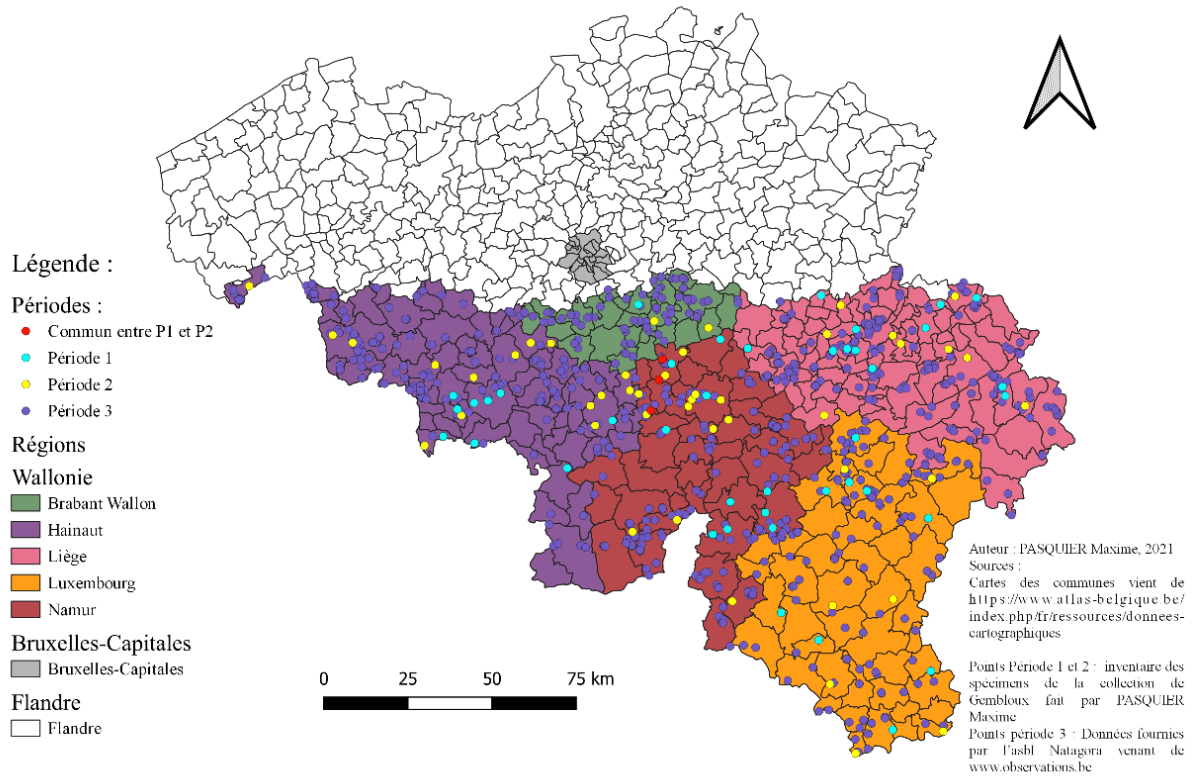 Légende :
Périodes :
Commun entre P1 et P2
Période 1
Période 2
Période 3
Régions
Wallonie
Brabant Wallon
Hainaut
Liège
Luxembourg
Namur
Bruxelles-Capitales
Bruxelles-Capitales
Flandre
Flandre
0 25 50 75 km
Auteur : PASQUIER Maxime, 2021
Sources :
Cartes des communes vient de
https://www.atlas-belgique.be/
index.php/fr/ressources/donnees-
cartographiques
Points Période 1 et 2 : inventaire des
spécimens de la collection de
Gembloux fait par PASQUIER
Maxime
Points période 3 : Données fournies
par l'asbl Natagora venant de
www.observations.be